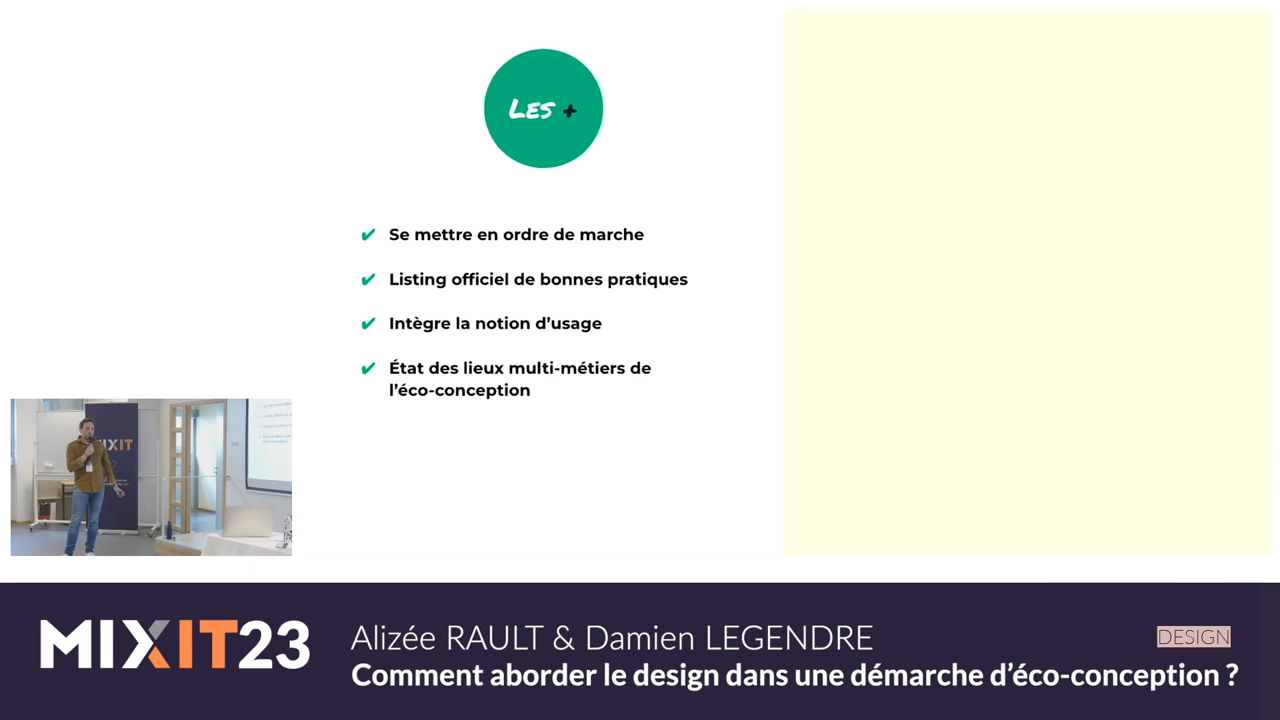 Les +
✔ Se mettre en ordre de marche
✔ Listing officiel de bonnes pratiques
✔ Intègre la notion d’usage
✔ État des lieux multi-métiers de
l’éco-conception
MIXIT
MIXIT23
Alizée RAULT & Damien LEGENDRE
DESIGN
Comment aborder le design dans une démarche d’éco-conception ?